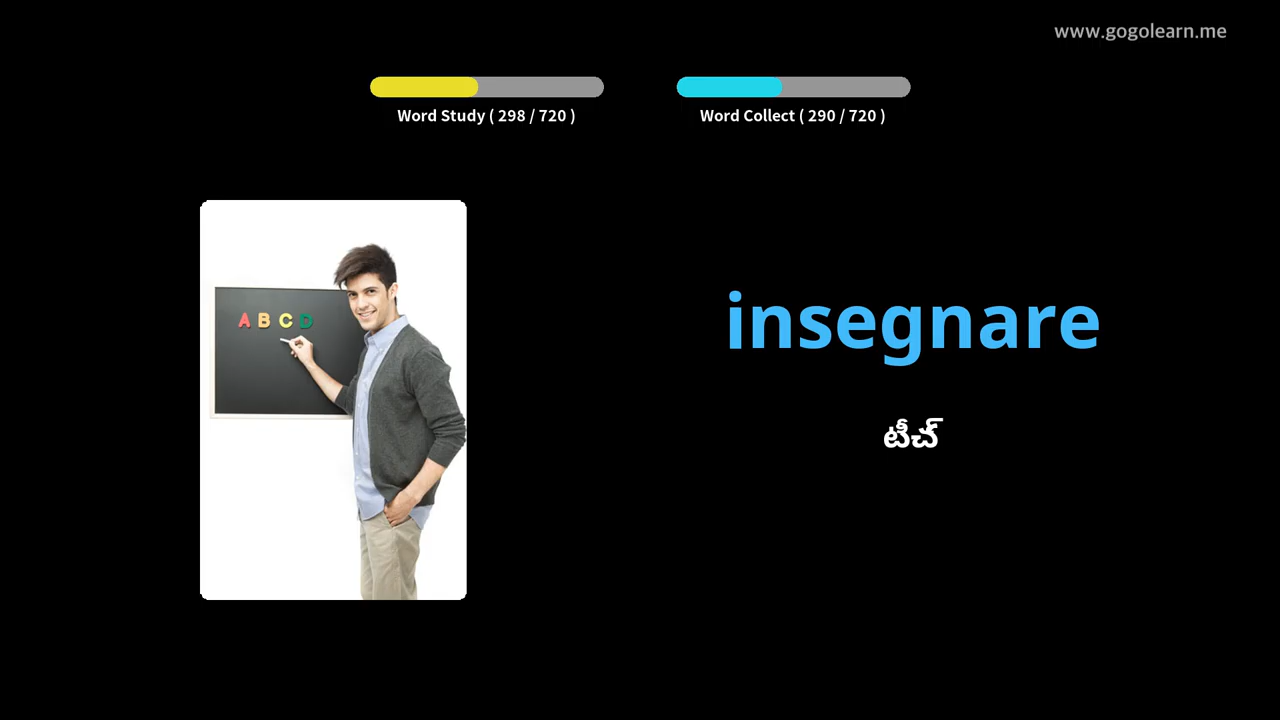 www.gogolearn.me
Word Study ( 298 / 720 )
Word Collect ( 290 / 720 )
A B C D
insegnare
టీచ్